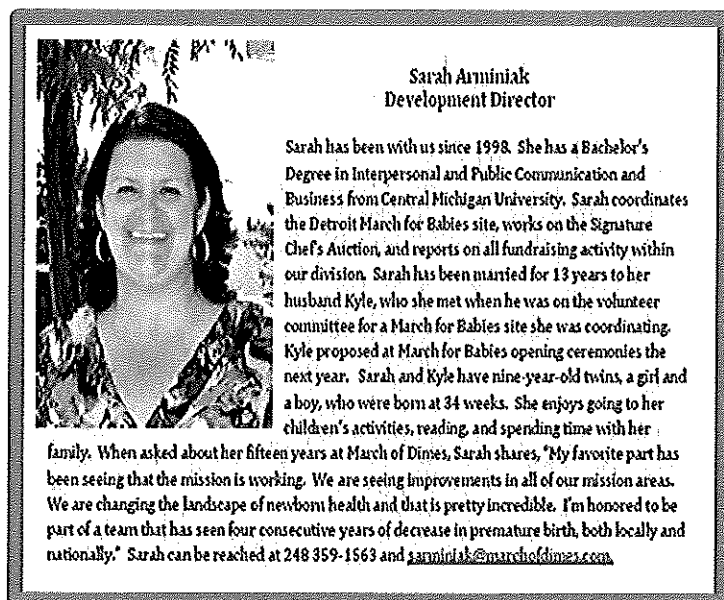 Sarah Arminiak
Development Director
Sarah has been with us since 1998. She has a Bachelor's
Degree in Interpersonal and Public Communication and
Business from Central Michigan University. Sarah coordinates
the Detroit March for Babies site, works on the Signature
Chef's Auction, and reports on all fundraising activity within
our division. Sarah has been married for 13 years to her
husband Kyle, who she met when he was on the volunteer
committee for a March for Babies site she was coordinating.
Kyle proposed at March for Babies opening ceremonies the
next year. Sarah and Kyle have nine-year-old twins, a girl and
a boy, who were born at 34 weeks. She enjoys going to her
children's activities, reading, and spending time with her
family. When asked about her fifteen years at March of Dimes, Sarah shares, "My favorite part has
been seeing that the mission is working. We are seeing improvements in all of our mission areas.
We are changing the landscape of newborn health and that is pretty incredible. I'm honored to be
part of a team that has seen four consecutive years of decrease in premature birth, both locally and
nationally." Sarah can be reached at 248 359-1563 and sarminiak@marchofdimes.com.